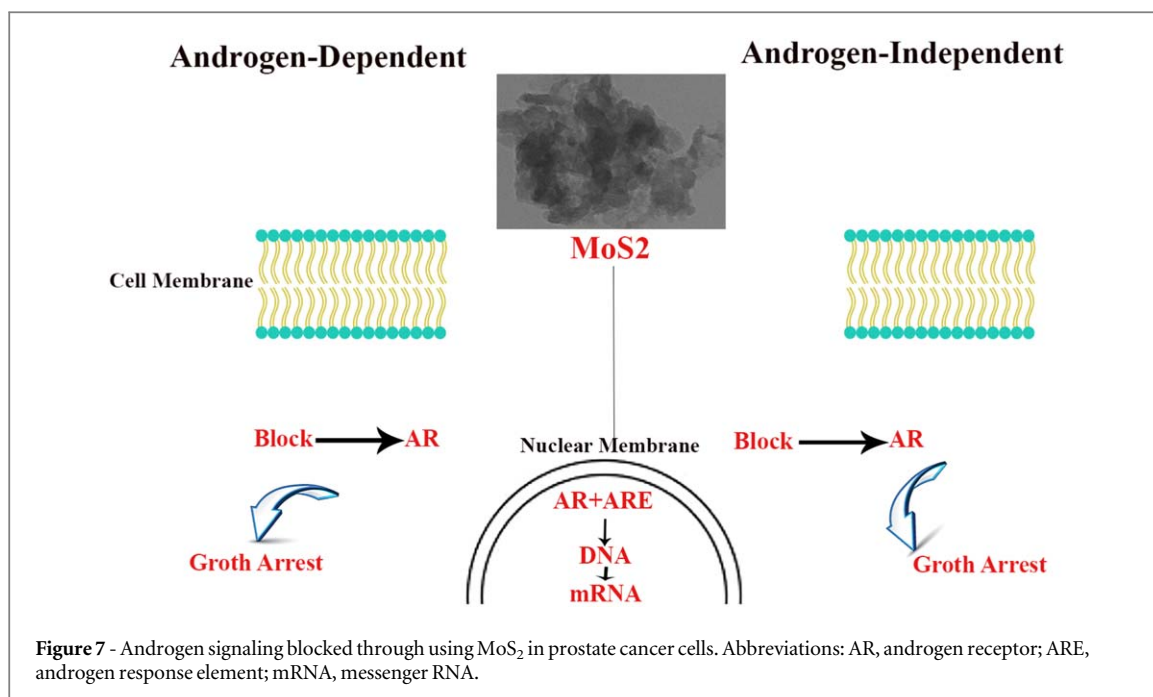 Androgen-Dependent
Androgen-Independent
MoS2
Cell Membrane
Block
AR
Nuclear Membrane
Block
AR
AR+ARE
DNA
mRNA
Groth Arrest
Groth Arrest
Figure 7 - Androgen signaling blocked through using MoS₂ in prostate cancer cells. Abbreviations: AR, androgen receptor; ARE,
androgen response element; mRNA, messenger RNA.